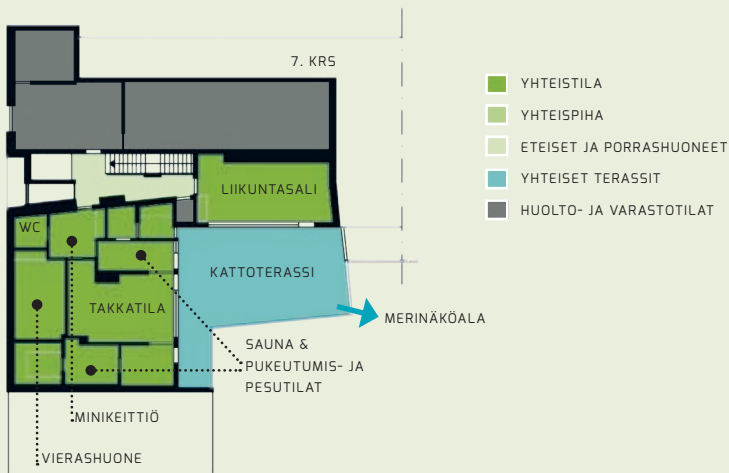 7. KRS
YHTEISTILA
YHTEISPIHA
ETEISET JA PORRASHUONEET
YHTEISET TERASSIT
HUOLTO- JA VARASTOTILAT
LIIKUNTASALI
WC
KATTOTERASSI
TAKKATILA
MERINÄKÖALA
SAUNA &
PUKEUTUMIS- JA
PESUTILAT
MINIKEITTIÖ
VIERASHUONE